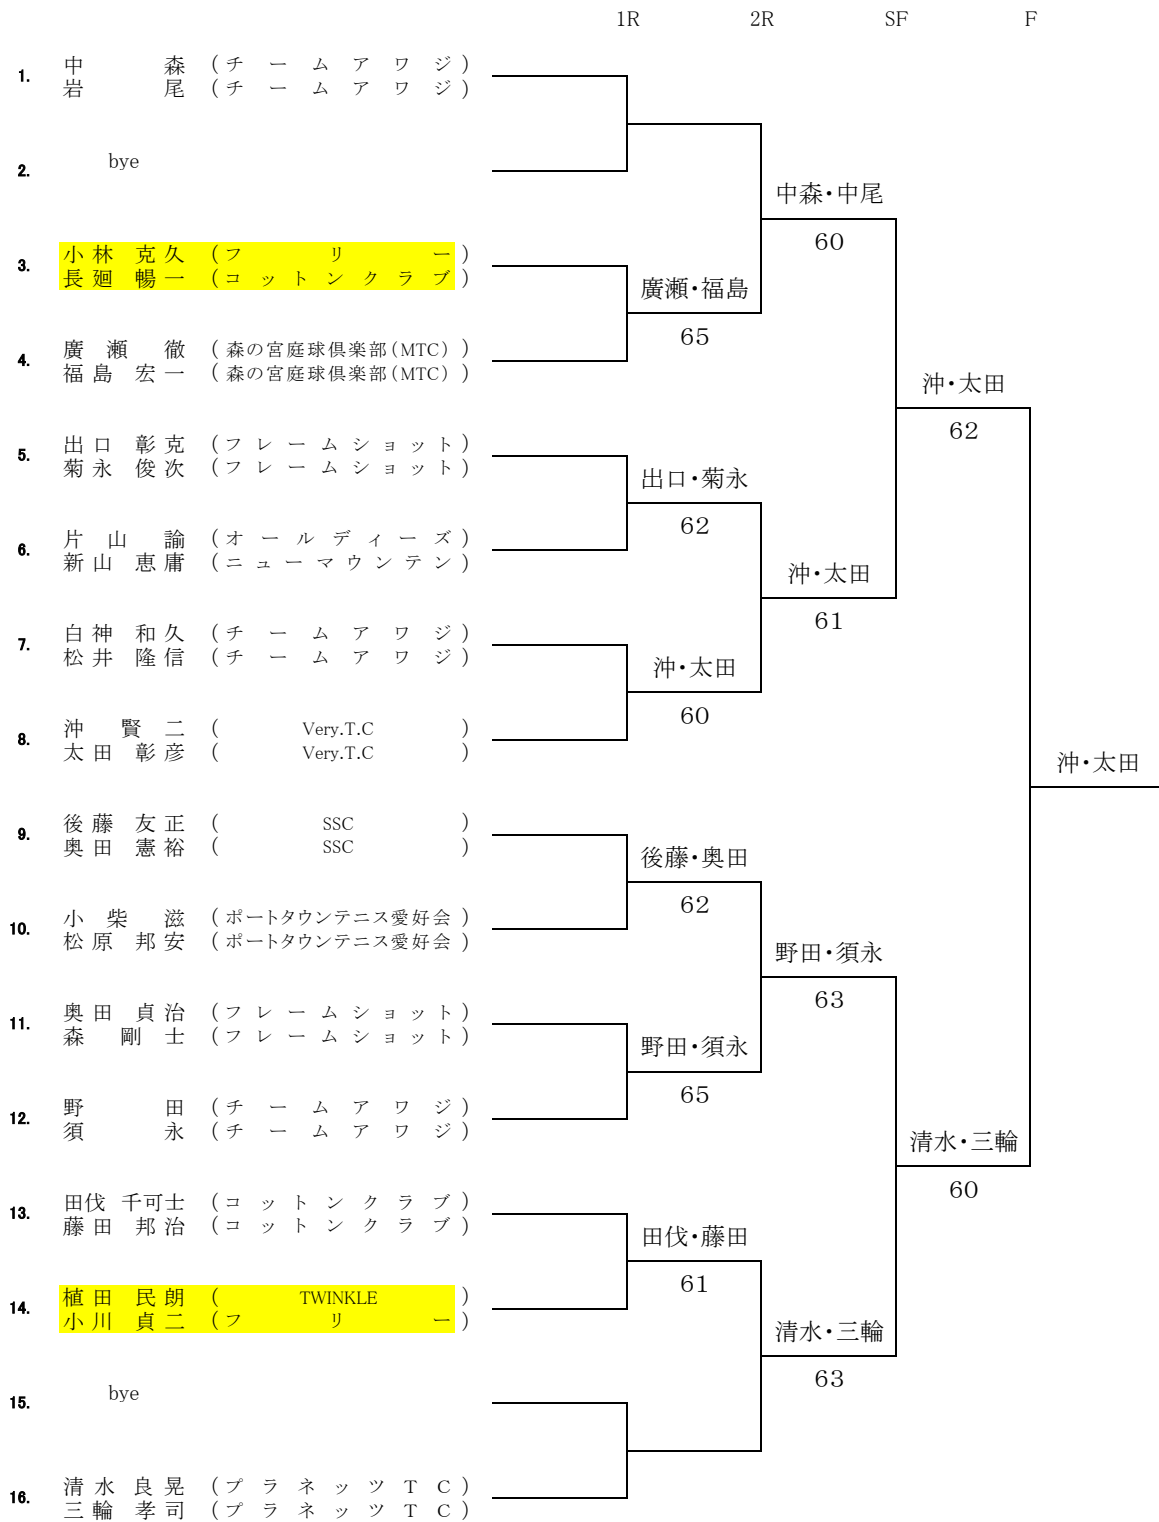 1R 2R SF F
1. 中 森 (チームアワジ)
岩 尾 (チームアワジ)
2. bye
中森・中尾
60
3. 小林 克久 (フリー)
長廻 暢一 (コットンクラブ)
廣瀬・福島
65
4. 廣瀬 徹 (森の宮庭球倶楽部(MTC))
福島 宏一 (森の宮庭球倶楽部(MTC))
沖・太田
62
5. 出口 彰克 (フレームショット)
菊永 俊次 (フレームショット)
出口・菊永
62
6. 片山 諭 (オールディーズ)
新山 恵庸 (ニューマウンテン)
沖・太田
61
7. 白神 和久 (チームアワジ)
松井 隆信 (チームアワジ)
沖・太田
60
8. 沖 賢二 (Very.T.C)
太田 彰彦 (Very.T.C)
沖・太田
9. 後藤 友正 (SSC)
奥田 憲裕 (SSC)
後藤・奥田
62
10. 小柴 滋 (ポートタウンテニス愛好会)
松原 邦安 (ポートタウンテニス愛好会)
野田・須永
63
11. 奥田 貞治 (フレームショット)
森 剛士 (フレームショット)
野田・須永
65
12. 野 田 (チームアワジ)
須 永 (チームアワジ)
清水・三輪
60
13. 田伐 千可士 (コットンクラブ)
藤田 邦治 (コットンクラブ)
田伐・藤田
61
14. 植田 民朗 (TWINKLE)
小川 貞二 (フリー)
清水・三輪
63
15. bye
16. 清水 良晃 (プラネッツTC)
三輪 孝司 (プラネッツTC)